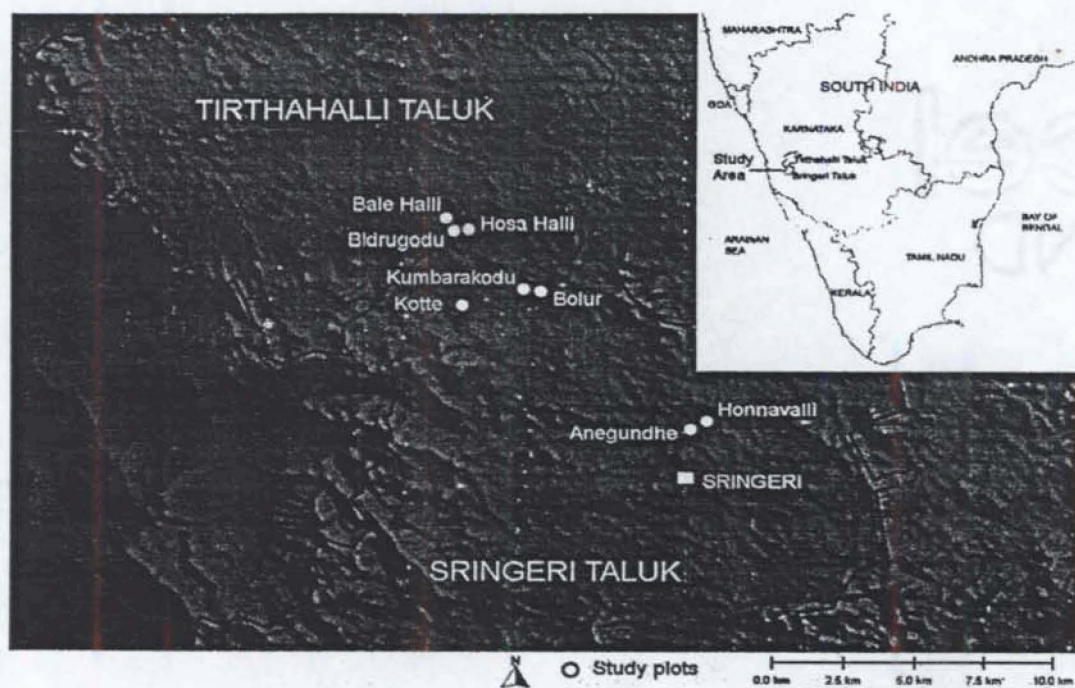 TIRTHAHALLI TALUK
Bale Halli
Hosa Halli
Bidrugodu
Kumbarakodu
Bolur
Kotte
Honnavalli
Anegundhe
SRINGERI
SRINGERI TALUK
MAHARASHTRA
ANDHRA PRADESH
SOUTH INDIA
GOA
KARNATAKA
Study
Area
Tirthahalli Taluk
Sringeri Taluk
BAY OF
BENGAL
ARABIAN
SEA
TAMIL NADU
KERALA
N
Study plots
0.0 km 2.5 km 5.0 km 7.5 km 10.0 km